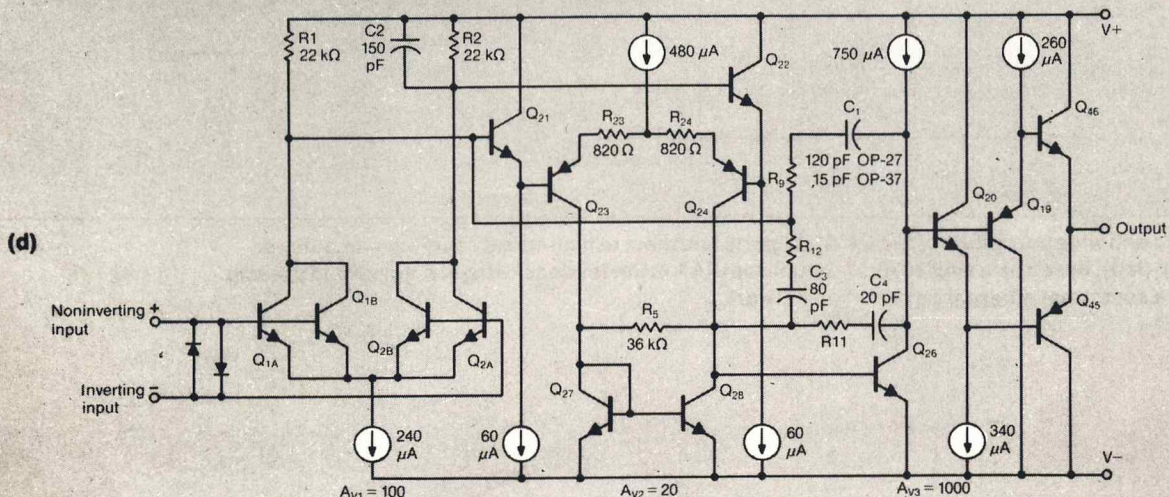 (d)
R1
22 kΩ
C2
150
pF
R2
22 kΩ
480 µA
Q22
750 µA
260
µA
V+
Q21
R23
820 Ω
R24
820 Ω
C1
120 pF OP-27
15 pF OP-37
R9
Q46
Q20
Q19
Q23
Q24
Output
R12
C3
80
pF
C4
20 pF
Noninverting +
input
Q1B
Q1A
Q2B
Q2A
R5
36 kΩ
R11
Q26
Q45
Inverting –
input
Q27
Q28
240
µA
60
µA
60
µA
340
µA
V–
AV1 = 100
AV2 = 20
AV3 = 1000